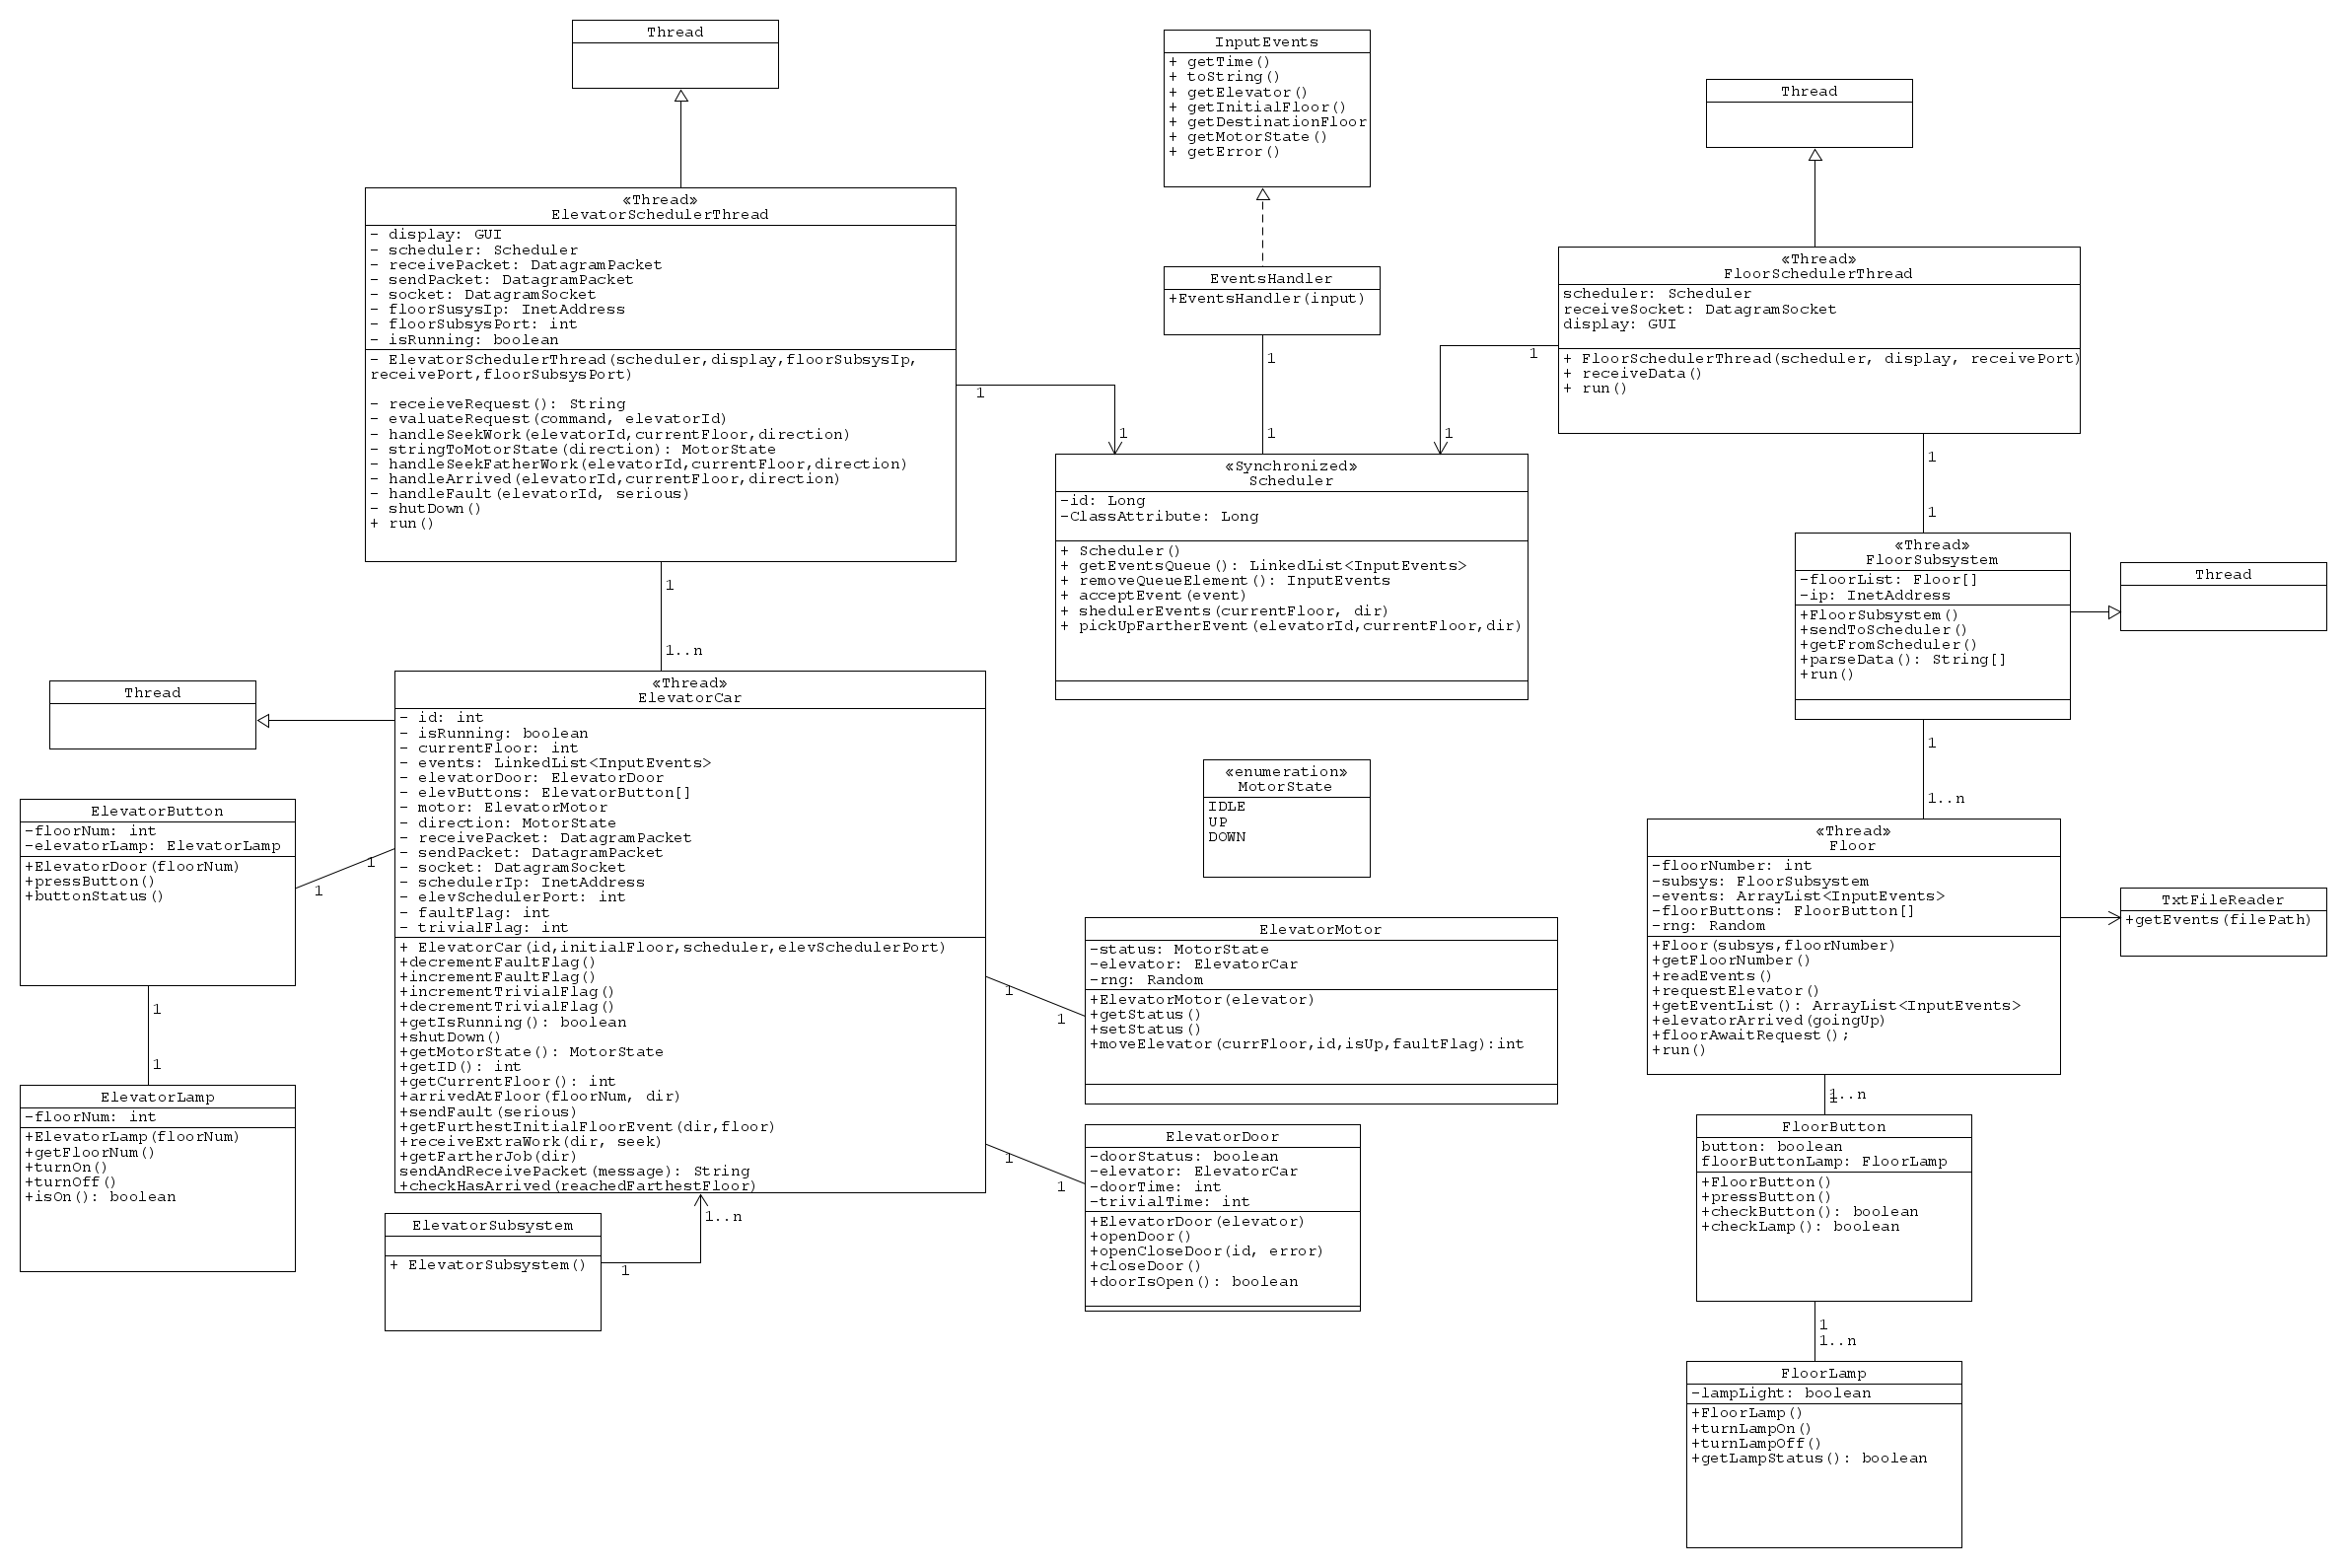 Thread
InputEvents
+ getTime()
+ toString()
+ getElevator()
+ getInitialFloor()
+ getDestinationFloor
+ getMotorState()
+ getError()
Thread
«Thread»
ElevatorSchedulerThread
- display: GUI
- scheduler: Scheduler
- receivePacket: DatagramPacket
- sendPacket: DatagramPacket
- socket: DatagramSocket
- floorSusysIp: InetAddress
- floorSubsysPort: int
- isRunning: boolean
- ElevatorSchedulerThread(scheduler,display,floorSubsysIp,
receivePort,floorSubsysPort)
- receieveRequest(): String
- evaluateRequest(command, elevatorId)
- handleSeekWork(elevatorId,currentFloor,direction)
- stringToMotorState(direction): MotorState
- handleSeekFatherWork(elevatorId,currentFloor,direction)
- handleArrived(elevatorId,currentFloor,direction)
- handleFault(elevatorId, serious)
- shutDown()
+ run()
EventsHandler
+EventsHandler(input)
«Thread»
FloorSchedulerThread
scheduler: Scheduler
receiveSocket: DatagramSocket
display: GUI
+ FloorSchedulerThread(scheduler, display, receivePort)
+ receiveData()
+ run()
1
1
1
1
1
1
«Synchronized»
Scheduler
-id: Long
-ClassAttribute: Long
+ Scheduler()
+ getEventsQueue(): LinkedList<InputEvents>
+ removeQueueElement(): InputEvents
+ acceptEvent(event)
+ shedulerEvents(currentFloor, dir)
+ pickUpFartherEvent(elevatorId,currentFloor,dir)
1
1
«Thread»
FloorSubsystem
-floorList: Floor[]
-ip: InetAddress
+FloorSubsystem()
+sendToScheduler()
+getFromScheduler()
+parseData(): String[]
+run()
Thread
1
1..n
Thread
«Thread»
ElevatorCar
- id: int
- isRunning: boolean
- currentFloor: int
- events: LinkedList<InputEvents>
- elevatorDoor: ElevatorDoor
- elevButtons: ElevatorButton[]
- motor: ElevatorMotor
- direction: MotorState
- receivePacket: DatagramPacket
- sendPacket: DatagramPacket
- socket: DatagramSocket
- schedulerIp: InetAddress
- elevSchedulerPort: int
- faultFlag: int
- trivialFlag: int
+ ElevatorCar(id,initialFloor,scheduler,elevSchedulerPort)
+decrementFaultFlag()
+incrementFaultFlag()
+incrementTrivialFlag()
+decrementTrivialFlag()
+getIsRunning(): boolean
+shutDown()
+getMotorState(): MotorState
+getID(): int
+getCurrentFloor(): int
+arrivedAtFloor(floorNum, dir)
+sendFault(serious)
+getFurthestInitialFloorEvent(dir,floor)
+receiveExtraWork(dir, seek)
+getFartherJob(dir)
sendAndReceivePacket(message): String
+checkHasArrived(reachedFarthestFloor)
ElevatorButton
-floorNum: int
-elevatorLamp: ElevatorLamp
+ElevatorDoor(floorNum)
+pressButton()
+buttonStatus()
1
1
1
1
ElevatorLamp
-floorNum: int
+ElevatorLamp(floorNum)
+getFloorNum()
+turnOn()
+turnOff()
+isOn(): boolean
ElevatorSubsystem
+ ElevatorSubsystem()
1
1..n
«enumeration»
MotorState
IDLE
UP
DOWN
1
1
ElevatorMotor
-status: MotorState
-elevator: ElevatorCar
-rng: Random
+ElevatorMotor(elevator)
+getStatus()
+setStatus()
+moveElevator(currFloor,id,isUp,faultFlag):int
1
1
ElevatorDoor
-doorStatus: boolean
-elevator: ElevatorCar
-doorTime: int
-trivialTime: int
+ElevatorDoor(elevator)
+openDoor()
+openCloseDoor(id, error)
+closeDoor()
+doorIsOpen(): boolean
1
1..n
«Thread»
Floor
-floorNumber: int
-subsys: FloorSubsystem
-events: ArrayList<InputEvents>
-floorButtons: FloorButton[]
-rng: Random
+Floor(subsys,floorNumber)
+getFloorNumber()
+readEvents()
+requestElevator()
+getEventList(): ArrayList<InputEvents>
+elevatorArrived(goingUp)
+floorAwaitRequest();
+run()
TxtFileReader
+getEvents(filePath)
1
1..n
FloorButton
button: boolean
floorButtonLamp: FloorLamp
+FloorButton()
+pressButton()
+checkButton(): boolean
+checkLamp(): boolean
1
1..n
FloorLamp
-lampLight: boolean
+FloorLamp()
+turnLampOn()
+turnLampOff()
+getLampStatus(): boolean